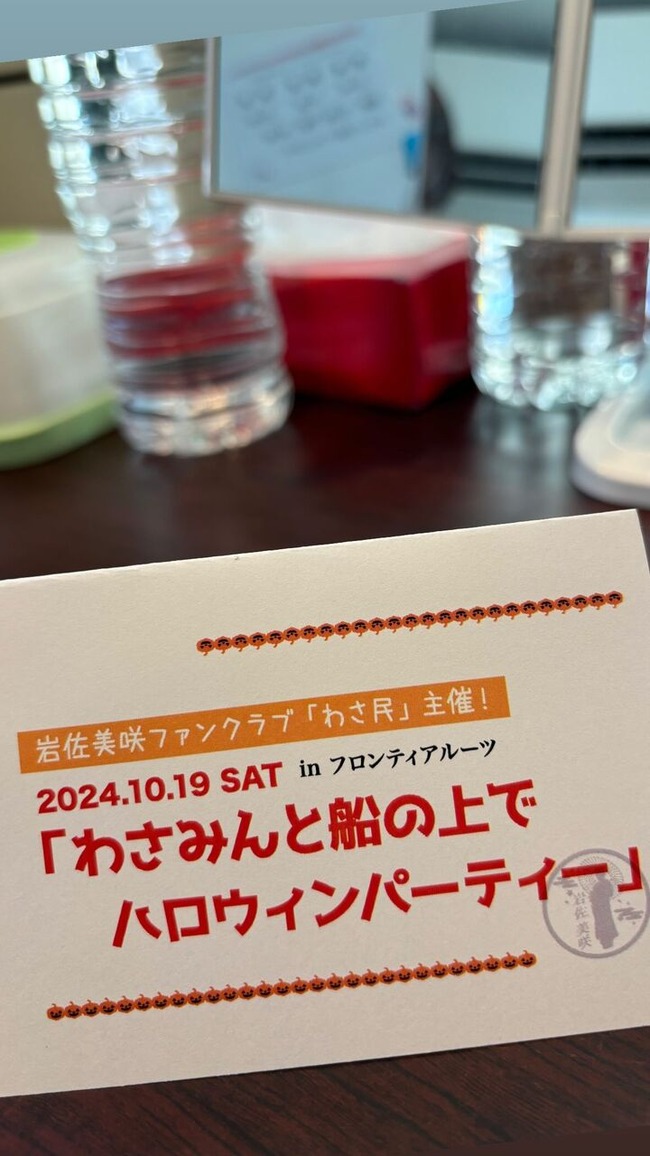 岩佐美咲ファンクラブ「わさ民」主催!
2024.10.19 SAT in フロンティアルーツ
「わさみんと船の上で
ハロウィンパーティー」
岩佐美咲